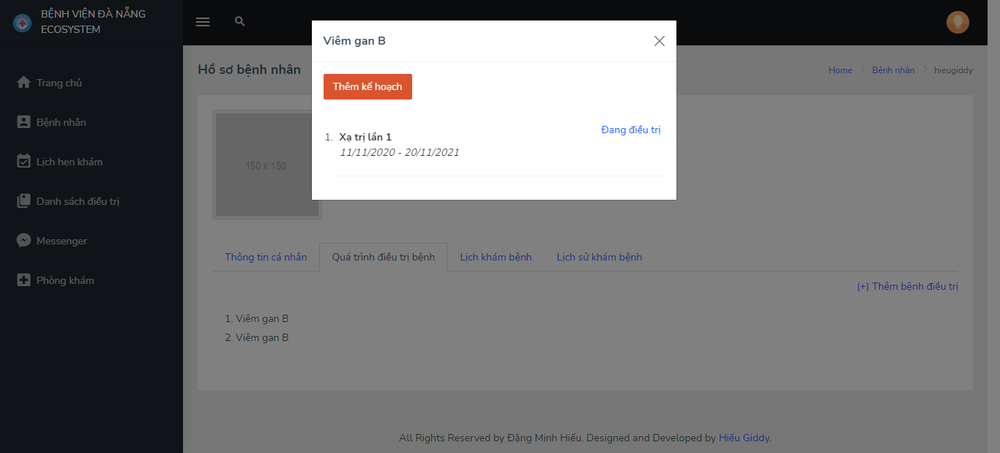 BỆNH VIỆN ĐÀ NẴNG
ECOSYSTEM
Trang chủ
Bệnh nhân
Lịch hẹn khám
Danh sách điều trị
Messenger
Phòng khám
Hồ sơ bệnh nhân
Home
Bệnh nhân
hieugiddy
Viêm gan B
Thêm kế hoạch
1. Xạ trị lần 1
Đang điều trị
11/11/2020 - 20/11/2021
150 x 150
Thông tin cá nhân
Quá trình điều trị bệnh
Lịch khám bệnh
Lịch sử khám bệnh
(+) Thêm bệnh điều trị
1. Viêm gan B
2. Viêm gan B
All Rights Reserved by Đặng Minh Hiếu. Designed and Developed by Hiếu Giddy.